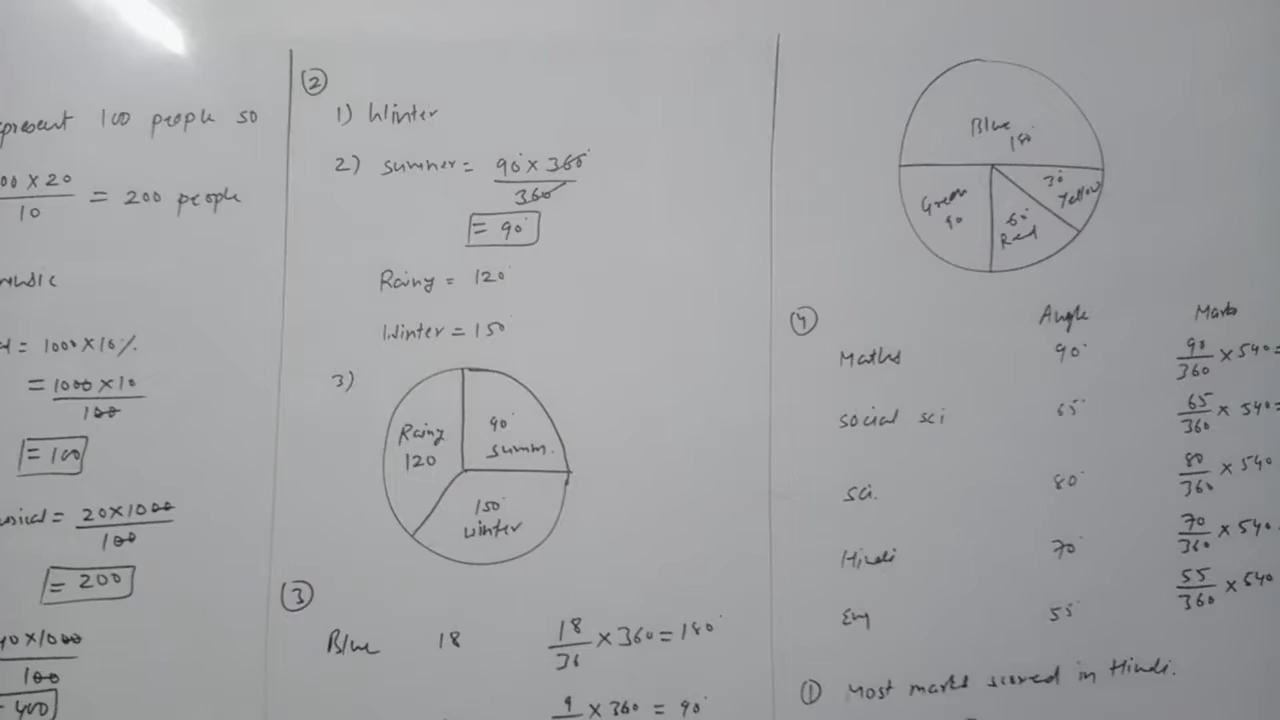 present 100 people so
00 × 20
10
= 200 people
music
= 1000 × 10%
= 1000 × 10
100
= 100
= 20 × 1000
100
= 200
40 × 1000
100
= 400
②
1) Winter
2) Summer = 90° × 360°
360°
= 90°
Rainy = 120°
Winter = 150°
3)
Rainy
120
90°
Summ.
150°
Winter
③
Blue 18 18/36 × 360 = 180°
9
× 360 = 90°
Blue
180°
Green
90
60°
Red
30°
Yellow
④ Angle Marks
Maths 90° 90/360 × 540 =
Social sci 65° 65/360 × 540 =
Sci. 80° 80/360 × 540
Hindi 70° 70/360 × 540
Eng 55° 55/360 × 540
① Most marks scored in Hindi.